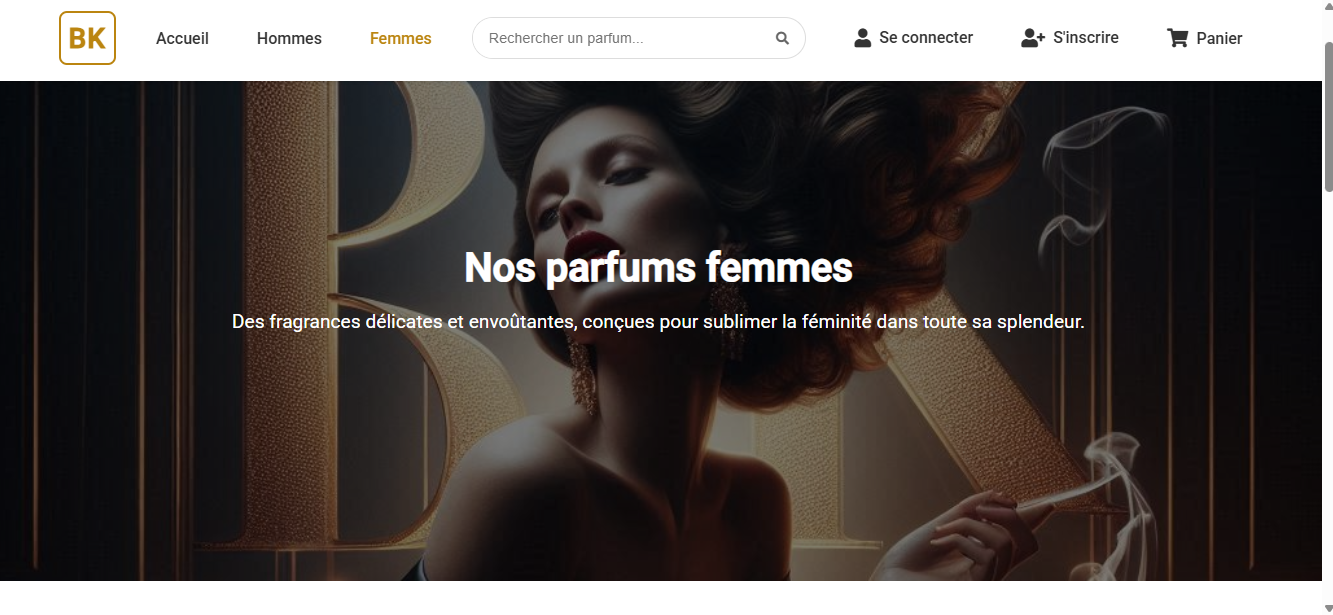 BK
Accueil
Hommes
Femmes
Rechercher un parfum...
Se connecter
S'inscrire
Panier
BK
Nos parfums femmes
Des fragrances délicates et envoûtantes, conçues pour sublimer la féminité dans toute sa splendeur.